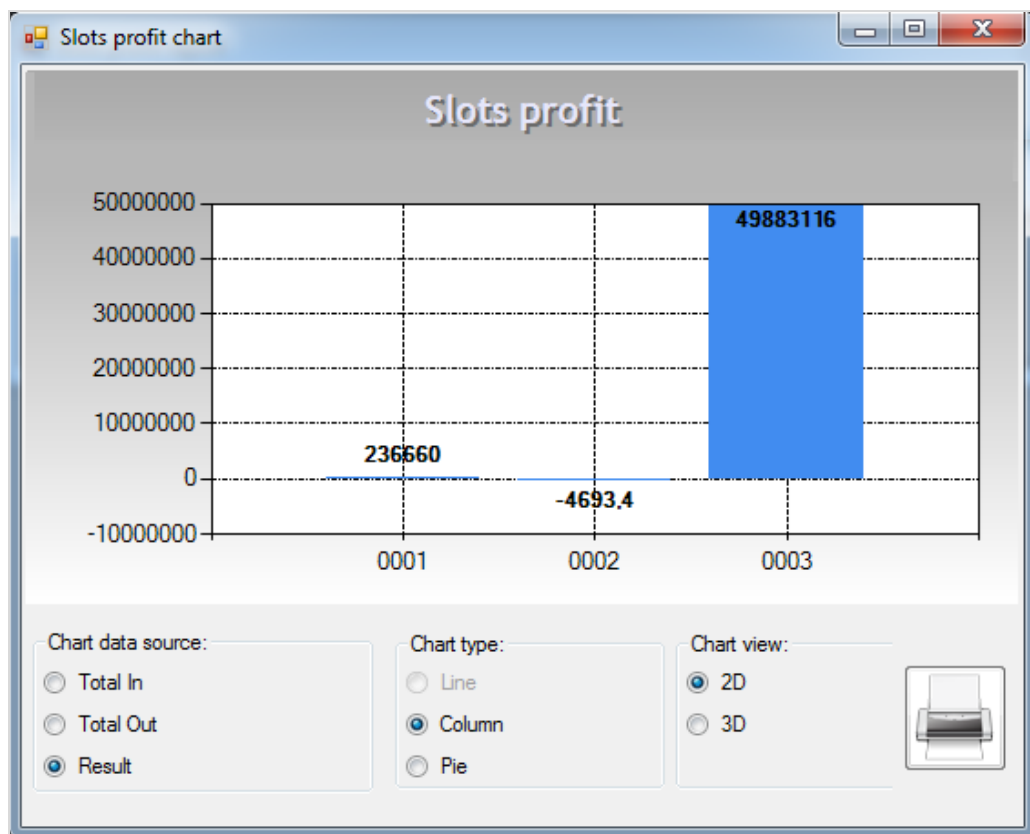 Slots profit chart
Slots profit
50000000
49883116
40000000
30000000
20000000
10000000
236660
0
-4693,4
-10000000
0001 0002 0003
Chart data source: Chart type: Chart view:
Total In Line 2D
Total Out Column 3D
Result Pie